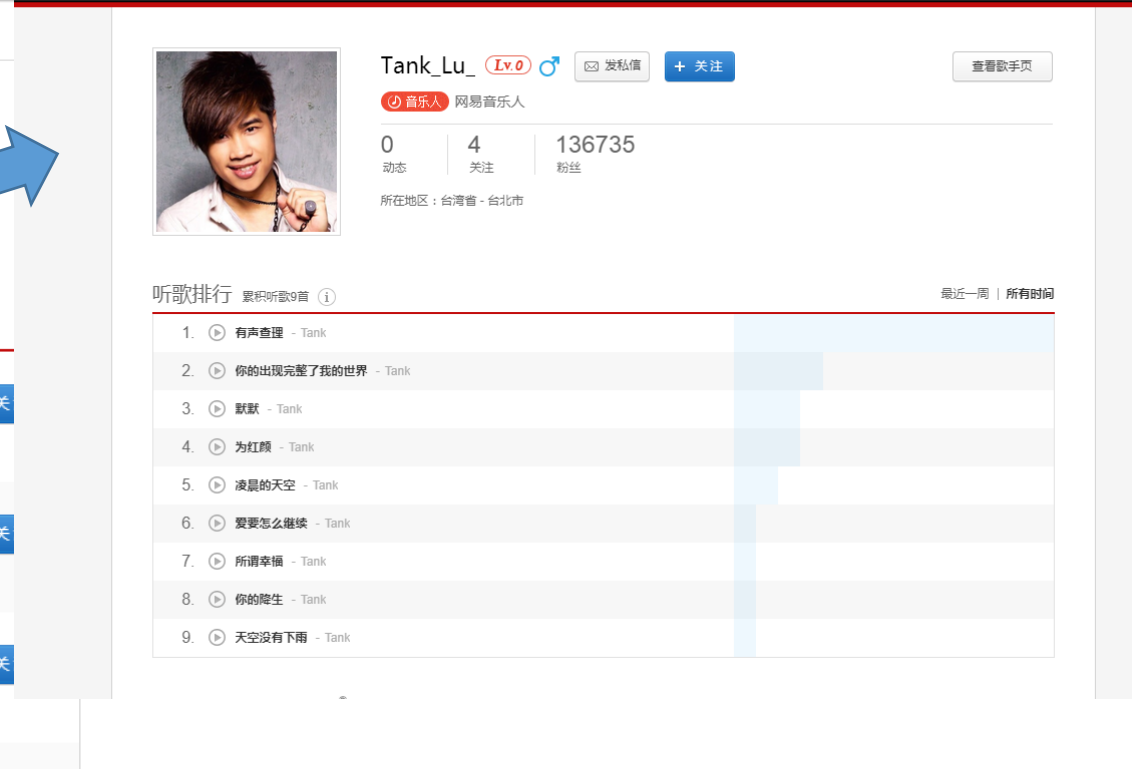 Tank_Lu_ Lv.0 发私信 + 关注 查看歌手页
音乐人 网易音乐人
0 4 136735
动态 关注 粉丝
所在地区：台湾省 - 台北市
听歌排行 累积听歌9首 i 最近一周 | 所有时间
1. 有声查理 - Tank
2. 你的出现完整了我的世界 - Tank
3. 默默 - Tank
关
4. 为红颜 - Tank
5. 凌晨的天空 - Tank
6. 爱要怎么继续 - Tank
关
7. 所谓幸福 - Tank
8. 你的降生 - Tank
9. 天空没有下雨 - Tank
关